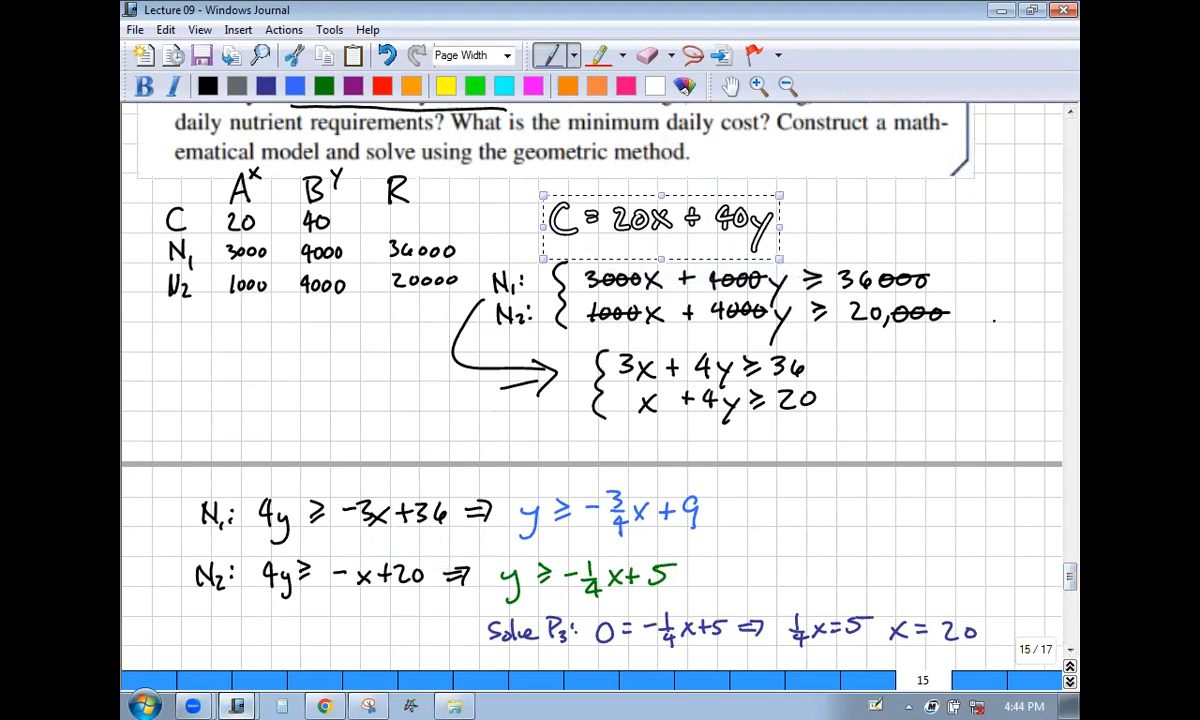 Lecture 09 - Windows Journal
File Edit View Insert Actions Tools Help
Page Width
B I
daily nutrient requirements? What is the minimum daily cost? Construct a math-
ematical model and solve using the geometric method.
A^x B^y R
C 20 40
N₁ 3000 4000 36000
N₂ 1000 4000 20000
C = 20x + 40y
N₁: { 3000x + 4000y ≥ 36000
N₂: { 1000x + 4000y ≥ 20,000
{ 3x + 4y ≥ 36
{ x + 4y ≥ 20
N₁: 4y ≥ -3x+36 ⇒ y ≥ -3/4 x + 9
N₂: 4y ≥ -x+20 ⇒ y ≥ -1/4 x + 5
Solve P₃: 0 = -1/4 x+5 ⇒ 1/4 x = 5 x = 20
15 / 17
15
4:44 PM